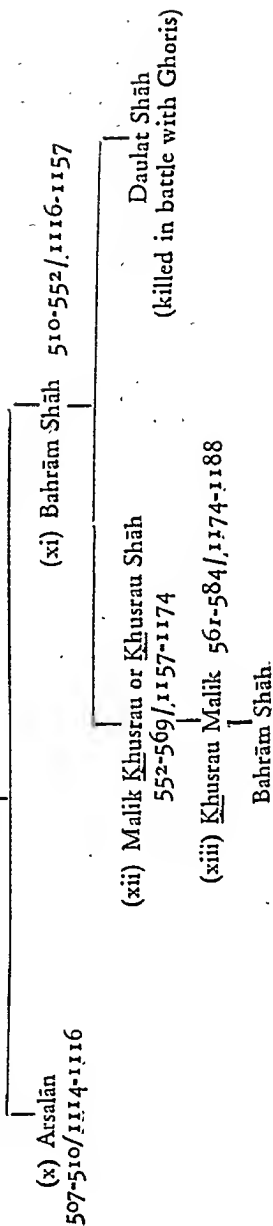 (x) Arsalān
507-510/1114-1116
(xi) Bahrām Shāh 510-552/1116-1157
(xii) Malik Khusrau or Khusrau Shāh
552-569/1157-1174
Daulat Shāh
(killed in battle with Ghoris)
(xiii) Khusrau Malik 561-584/1174-1188
Bahrām Shāh